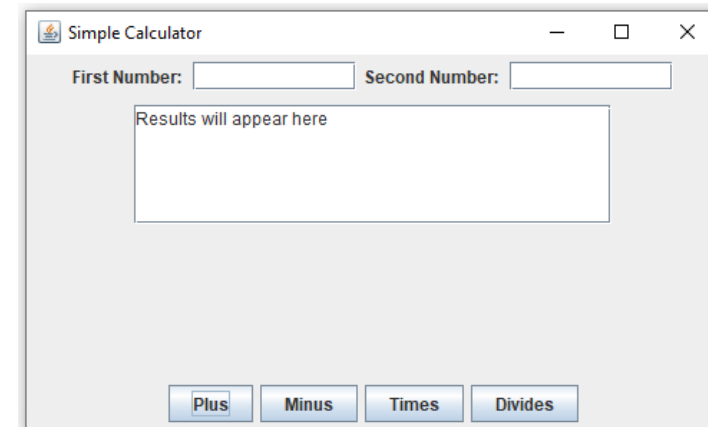 Simple Calculator
First Number: Second Number:
Results will appear here
Plus Minus Times Divides